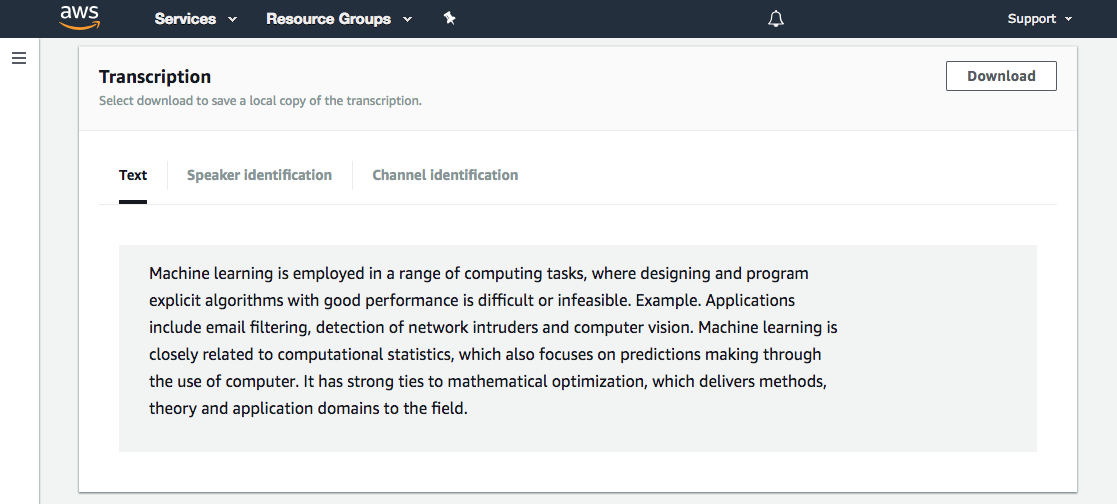 aws Services Resource Groups Support
Transcription
Download
Select download to save a local copy of the transcription.
Text Speaker identification Channel identification
Machine learning is employed in a range of computing tasks, where designing and program
explicit algorithms with good performance is difficult or infeasible. Example. Applications
include email filtering, detection of network intruders and computer vision. Machine learning is
closely related to computational statistics, which also focuses on predictions making through
the use of computer. It has strong ties to mathematical optimization, which delivers methods,
theory and application domains to the field.